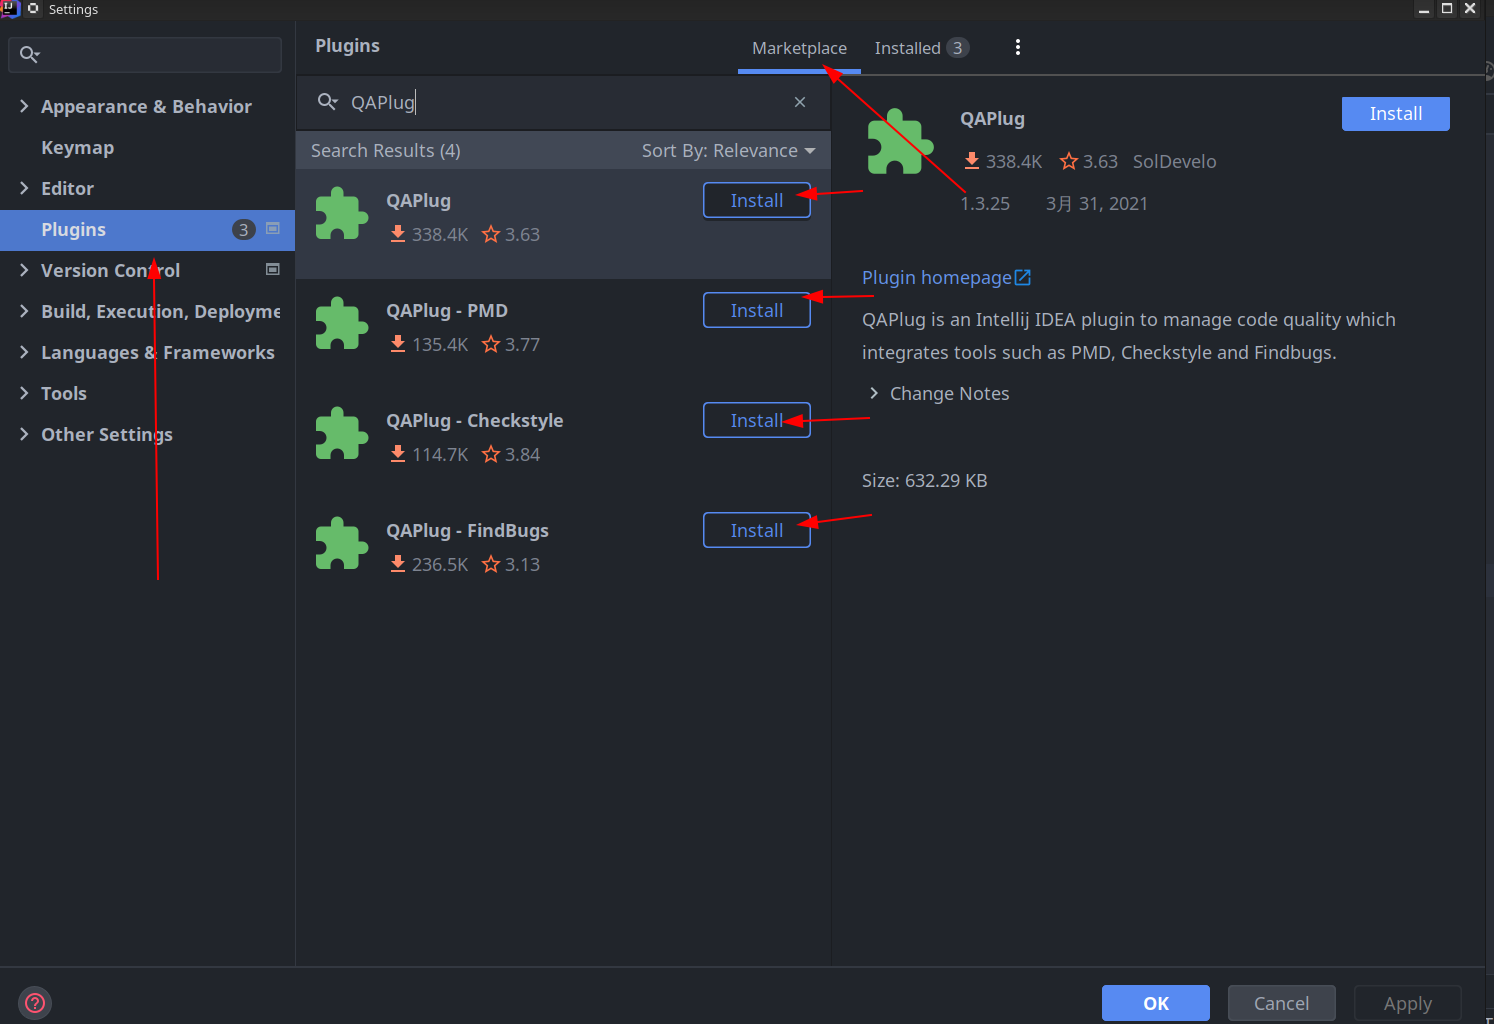 Settings
Plugins
Marketplace
Installed 3
Appearance & Behavior
Keymap
Editor
Plugins 3
Version Control
Build, Execution, Deployme
Languages & Frameworks
Tools
Other Settings
QAPlug
Search Results (4)
Sort By: Relevance
QAPlug
Install
338.4K 3.63
QAPlug - PMD
Install
135.4K 3.77
QAPlug - Checkstyle
Install
114.7K 3.84
QAPlug - FindBugs
Install
236.5K 3.13
QAPlug
Install
338.4K 3.63 SolDevelo
1.3.25 3月 31, 2021
Plugin homepage
QAPlug is an Intellij IDEA plugin to manage code quality which
integrates tools such as PMD, Checkstyle and Findbugs.
Change Notes
Size: 632.29 KB
?
OK
Cancel
Apply